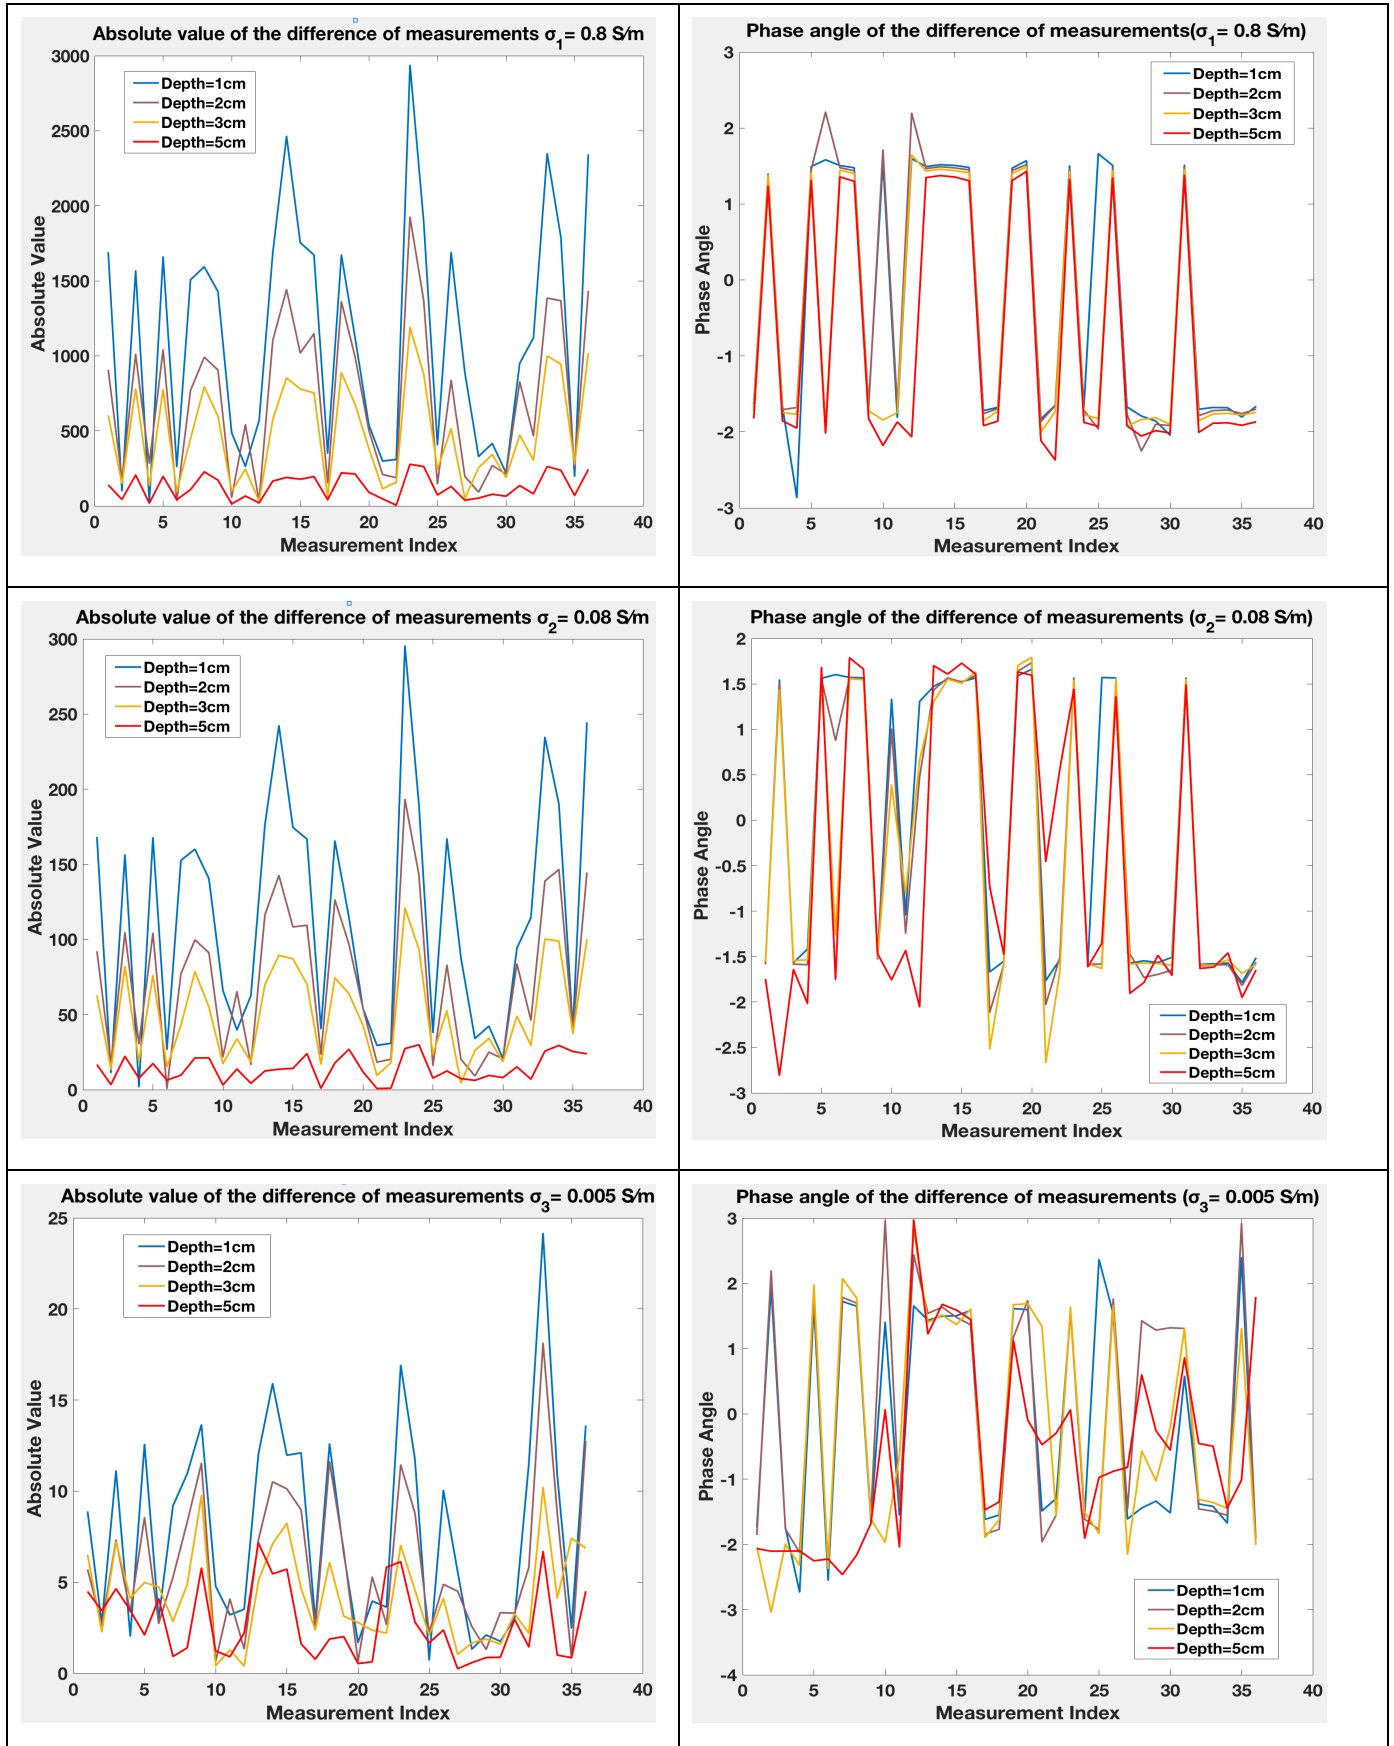 Absolute value of the difference of measurements σ1= 0.8 S/m
3000
2500
2000
1500
1000
500
0
Absolute Value
Depth=1cm
Depth=2cm
Depth=3cm
Depth=5cm
0 5 10 15 20 25 30 35 40
Measurement Index
Phase angle of the difference of measurements(σ1= 0.8 S/m)
3
2
1
0
-1
-2
-3
Phase Angle
Depth=1cm
Depth=2cm
Depth=3cm
Depth=5cm
0 5 10 15 20 25 30 35 40
Measurement Index
Absolute value of the difference of measurements σ2= 0.08 S/m
300
250
200
150
100
50
0
Absolute Value
Depth=1cm
Depth=2cm
Depth=3cm
Depth=5cm
0 5 10 15 20 25 30 35 40
Measurement Index
Phase angle of the difference of measurements (σ2= 0.08 S/m)
2
1.5
1
0.5
0
-0.5
-1
-1.5
-2
-2.5
-3
Phase Angle
Depth=1cm
Depth=2cm
Depth=3cm
Depth=5cm
0 5 10 15 20 25 30 35 40
Measurement Index
Absolute value of the difference of measurements σ3= 0.005 S/m
25
20
15
10
5
0
Absolute Value
Depth=1cm
Depth=2cm
Depth=3cm
Depth=5cm
0 5 10 15 20 25 30 35 40
Measurement Index
Phase angle of the difference of measurements (σ3= 0.005 S/m)
3
2
1
0
-1
-2
-3
-4
Phase Angle
Depth=1cm
Depth=2cm
Depth=3cm
Depth=5cm
0 5 10 15 20 25 30 35 40
Measurement Index